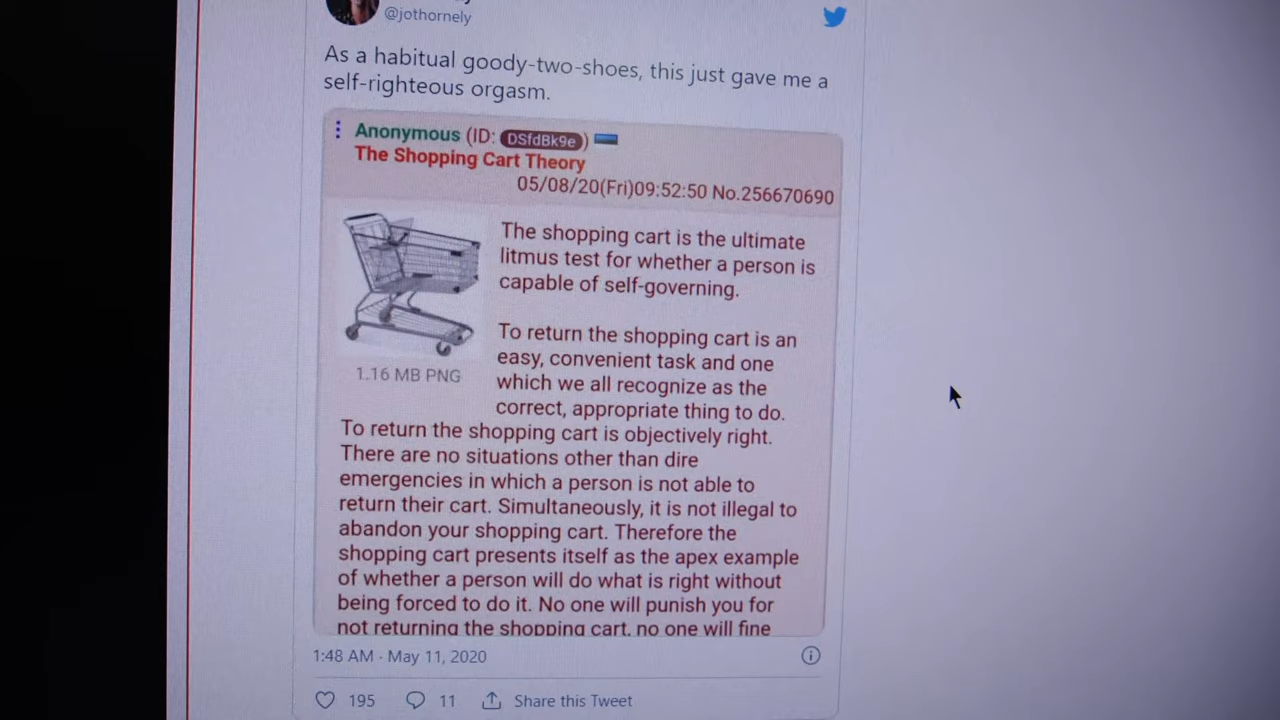 @jothornely
As a habitual goody-two-shoes, this just gave me a
self-righteous orgasm.
Anonymous (ID: DSfdBk9e)
The Shopping Cart Theory
05/08/20(Fri)09:52:50 No.256670690
The shopping cart is the ultimate
litmus test for whether a person is
capable of self-governing.
To return the shopping cart is an
easy, convenient task and one
which we all recognize as the
correct, appropriate thing to do.
1.16 MB PNG
To return the shopping cart is objectively right.
There are no situations other than dire
emergencies in which a person is not able to
return their cart. Simultaneously, it is not illegal to
abandon your shopping cart. Therefore the
shopping cart presents itself as the apex example
of whether a person will do what is right without
being forced to do it. No one will punish you for
not returning the shopping cart, no one will fine
1:48 AM · May 11, 2020
195
11
Share this Tweet